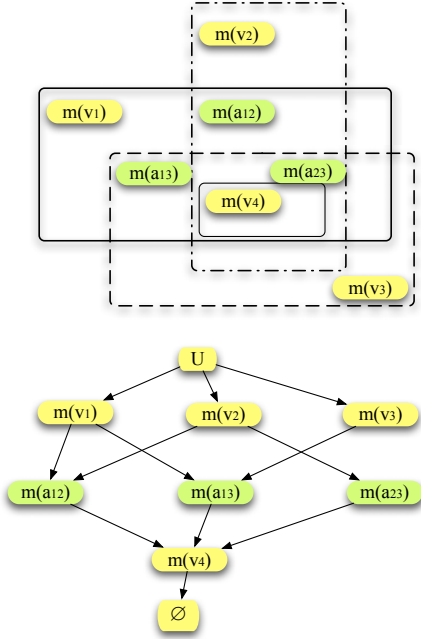 m(v₂)
m(v₁) m(a₁₂)
m(a₁₃) m(a₂₃)
m(v₄)
m(v₃)
U
m(v₁) m(v₂) m(v₃)
m(a₁₂) m(a₁₃) m(a₂₃)
m(v₄)
∅